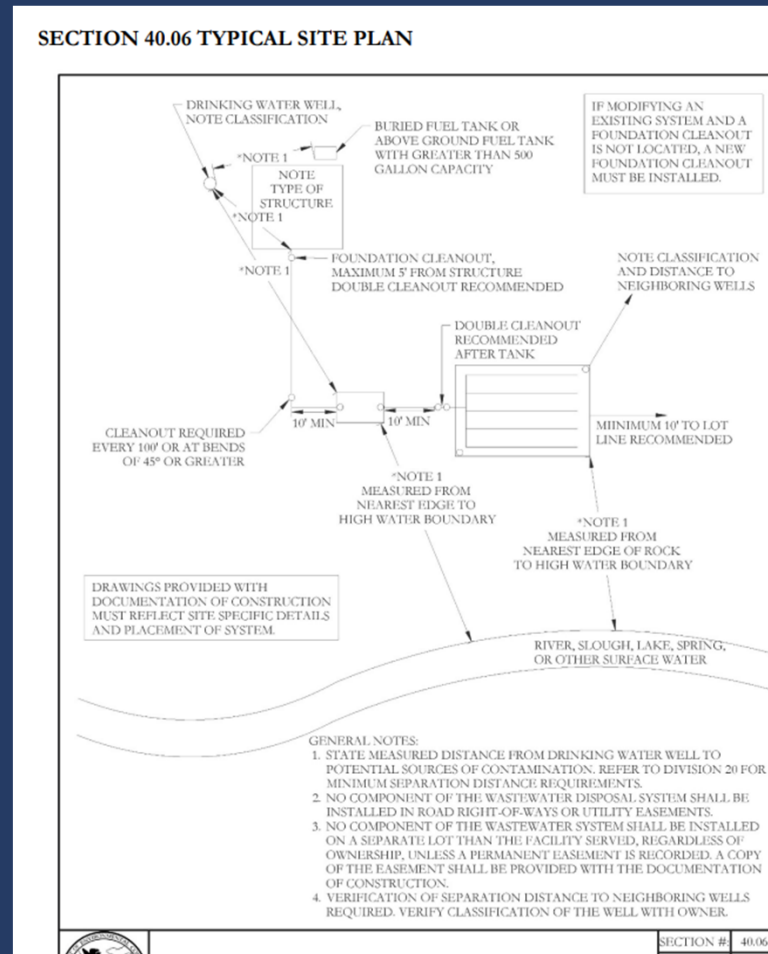 SECTION 40.06 TYPICAL SITE PLAN
DRINKING WATER WELL,
NOTE CLASSIFICATION
BURIED FUEL TANK OR
ABOVE GROUND FUEL TANK
WITH GREATER THAN 500
GALLON CAPACITY
IF MODIFYING AN
EXISTING SYSTEM AND A
FOUNDATION CLEANOUT
IS NOT LOCATED, A NEW
FOUNDATION CLEANOUT
MUST BE INSTALLED.
*NOTE 1
NOTE
TYPE OF
STRUCTURE
*NOTE 1
*NOTE 1
FOUNDATION CLEANOUT,
MAXIMUM 5' FROM STRUCTURE
DOUBLE CLEANOUT RECOMMENDED
NOTE CLASSIFICATION
AND DISTANCE TO
NEIGHBORING WELLS
DOUBLE CLEANOUT
RECOMMENDED
AFTER TANK
10' MIN
10' MIN
MIINIMUM 10' TO LOT
LINE RECOMMENDED
CLEANOUT REQUIRED
EVERY 100' OR AT BENDS
OF 45° OR GREATER
*NOTE 1
MEASURED FROM
NEAREST EDGE TO
HIGH WATER BOUNDARY
*NOTE 1
MEASURED FROM
NEAREST EDGE OF ROCK
TO HIGH WATER BOUNDARY
DRAWINGS PROVIDED WITH
DOCUMENTATION OF CONSTRUCTION
MUST REFLECT SITE SPECIFIC DETAILS
AND PLACEMENT OF SYSTEM.
RIVER, SLOUGH, LAKE, SPRING,
OR OTHER SURFACE WATER
GENERAL NOTES:
1. STATE MEASURED DISTANCE FROM DRINKING WATER WELL TO
POTENTIAL SOURCES OF CONTAMINATION. REFER TO DIVISION 20 FOR
MINIMUM SEPARATION DISTANCE REQUIREMENTS.
2. NO COMPONENT OF THE WASTEWATER DISPOSAL SYSTEM SHALL BE
INSTALLED IN ROAD RIGHT-OF-WAYS OR UTILITY EASEMENTS.
3. NO COMPONENT OF THE WASTEWATER SYSTEM SHALL BE INSTALLED
ON A SEPARATE LOT THAN THE FACILITY SERVED, REGARDLESS OF
OWNERSHIP, UNLESS A PERMANENT EASEMENT IS RECORDED. A COPY
OF THE EASEMENT SHALL BE PROVIDED WITH THE DOCUMENTATION
OF CONSTRUCTION.
4. VERIFICATION OF SEPARATION DISTANCE TO NEIGHBORING WELLS
REQUIRED. VERIFY CLASSIFICATION OF THE WELL WITH OWNER.
SECTION #: 40.06